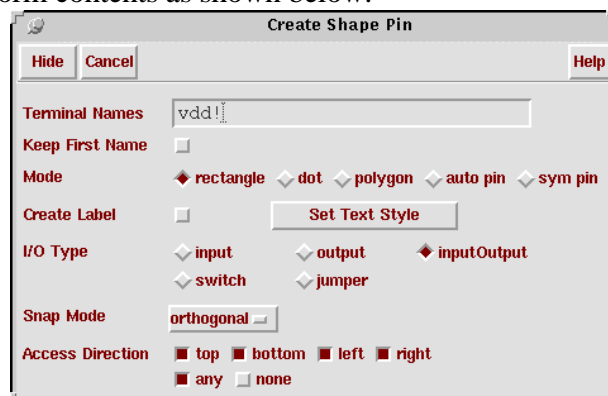 form contents as shown below.
Create Shape Pin
Hide Cancel Help
Terminal Names vdd!
Keep First Name
Mode rectangle dot polygon auto pin sym pin
Create Label Set Text Style
I/O Type input output inputOutput
switch jumper
Snap Mode orthogonal
Access Direction top bottom left right
any none